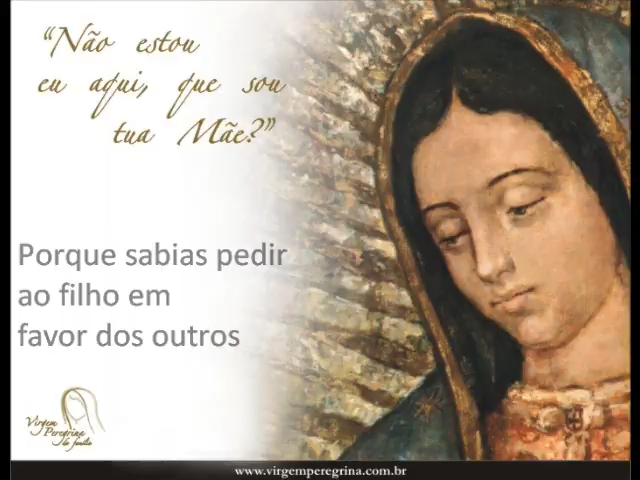 “Não estou
eu aqui, que sou
tua Mãe?”
Porque sabias pedir
ao filho em
favor dos outros
Virgem
Peregrina
da família
www.virgemperegrina.com.br